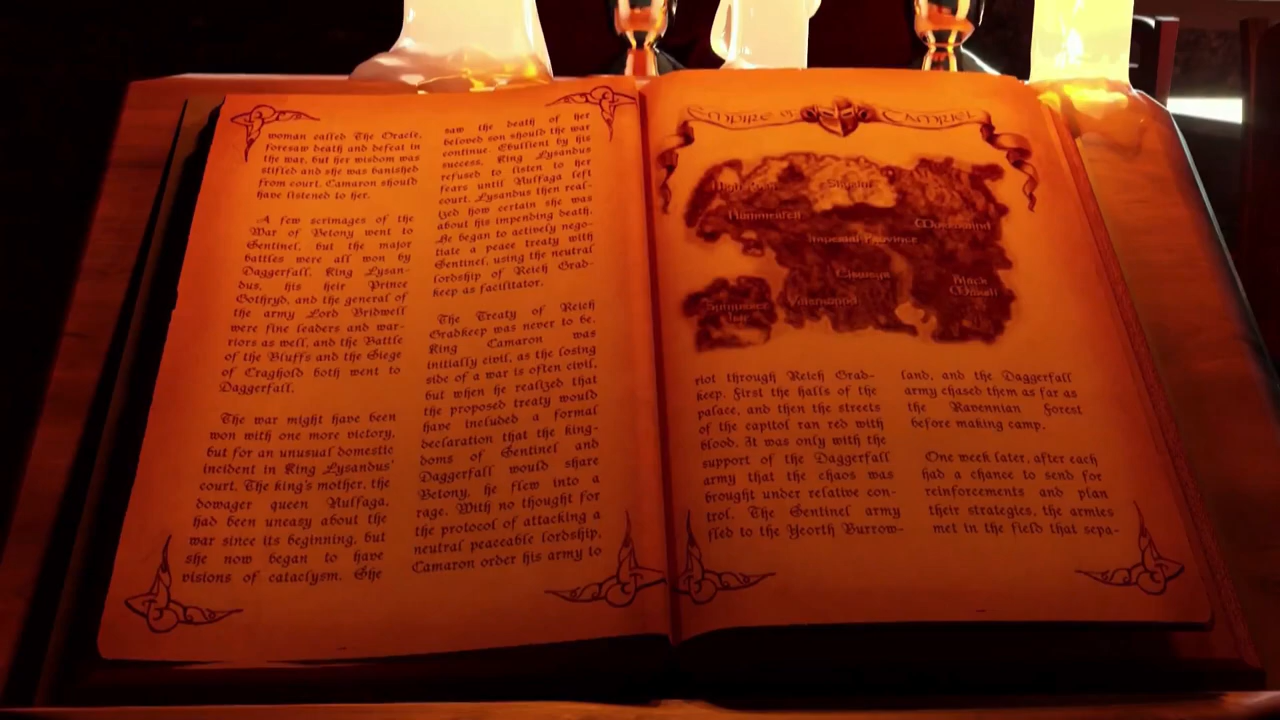 woman called The Oracle,
foresaw death and defeat in
the war, but her wisdom was
stifled and she was banished
from court. Camaron should
have listened to her.
A few scrimages of the
War of Betony went to
Sentinel, but the major
battles were all won by
Daggerfall. King Lysan-
dus, his heir Prince
Gothryd, and the general of
the army Lord Bridwell
were fine leaders and war-
riors as well, and the Battle
of the Bluffs and the Siege
of Craghold both went to
Daggerfall.
The war might have been
won with one more victory,
but for an unusual domestic
incident in King Lysandus'
court. The king's mother, the
dowager queen Nulfaga,
had been uneasy about the
war since its beginning, but
she now began to have
visions of cataclysm. She
saw the death of her
beloved son should the war
continue. Ebullient by his
success, King Lysandus
refused to listen to her
fears until Nulfaga left
court. Lysandus then real-
ized how certain she was
about his impending death.
He began to actively nego-
tiate a peace treaty with
Sentinel, using the neutral
lordship of Reich Grad-
keep as facilitator.
The Treaty of Reich
Gradkeep was never to be.
King Camaron was
initially civil, as the losing
side of a war is often civil,
but when he realized that
the proposed treaty would
have included a formal
declaration that the king-
doms of Sentinel and
Daggerfall would share
Betony, he flew into a
rage. With no thought for
the protocol of attacking a
neutral peaceable lordship,
Camaron order his army to
Empire of Tamriel
High Rock
Skyrim
Hammerfell
Morrowind
Imperial Province
Elsweyr
Black
Marsh
Summerset
Isle
Valenwood
riot through Reich Grad-
keep. First the halls of the
palace, and then the streets
of the capitol ran red with
blood. It was only with the
support of the Daggerfall
army that the chaos was
brought under relative con-
trol. The Sentinel army
fled to the Yeorth Burrow-
land, and the Daggerfall
army chased them as far as
the Ravennian Forest
before making camp.
One week later, after each
had a chance to send for
reinforcements and plan
their strategies, the armies
met in the field that sepa-